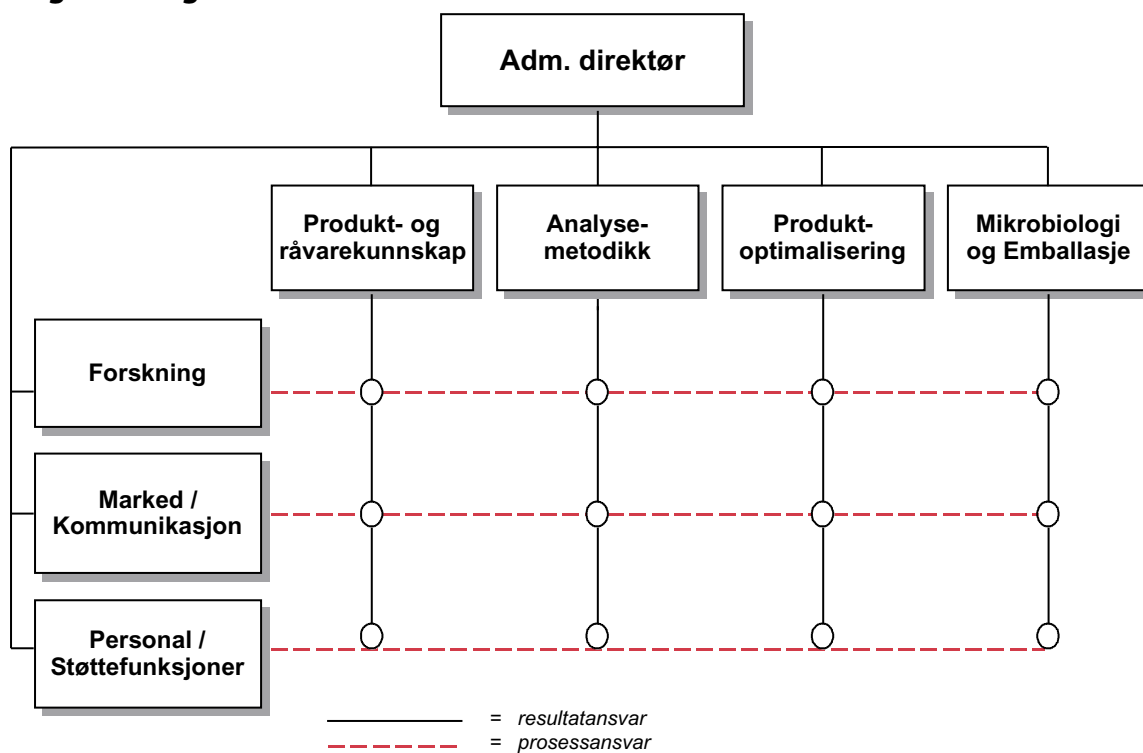 Adm. direktør
Produkt- og
råvarekunnskap
Analyse-
metodikk
Produkt-
optimalisering
Mikrobiologi
og Emballasje
Forskning
Marked /
Kommunikasjon
Personal /
Støttefunksjoner
= resultatansvar
= prosessansvar